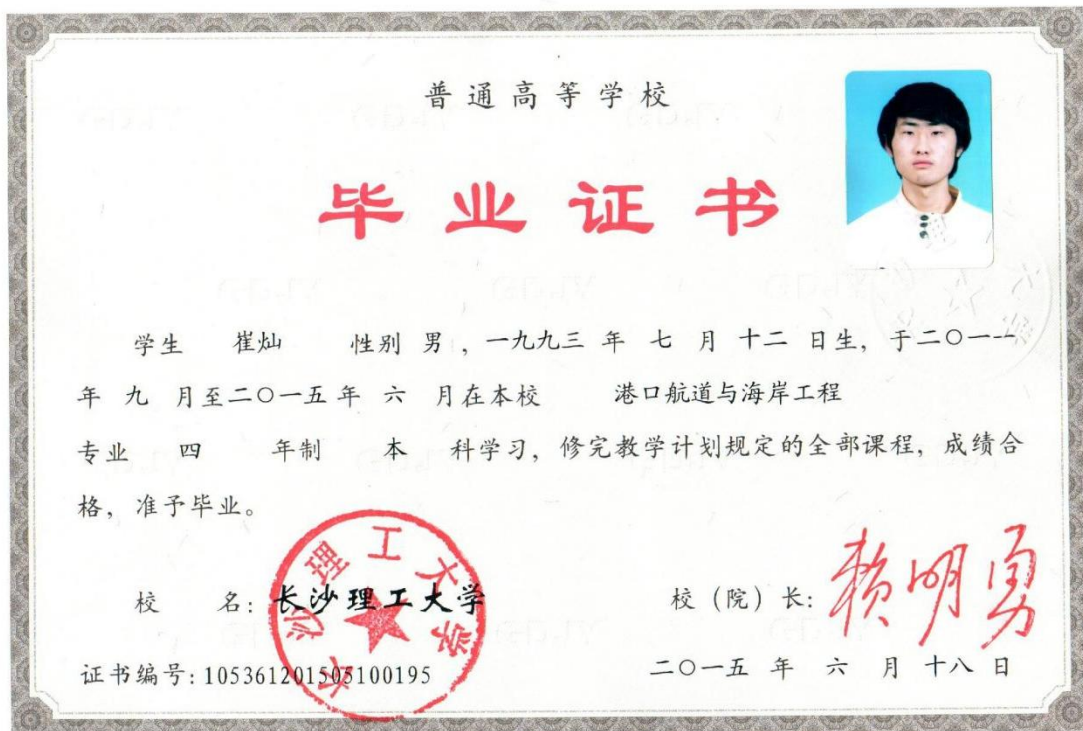 普通高等学校
毕业证书
学生 崔灿 性别 男，一九九三 年 七 月 十二 日生，于二〇一一
年 九 月至二〇一五 年 六 月在本校 港口航道与海岸工程
专业 四 年制 本 科学习，修完教学计划规定的全部课程，成绩合
格，准予毕业。
校 名：长沙理工大学
校（院）长：赖明勇
长沙理工大学
证书编号：105361201505100195
二〇一五 年 六 月 十八 日